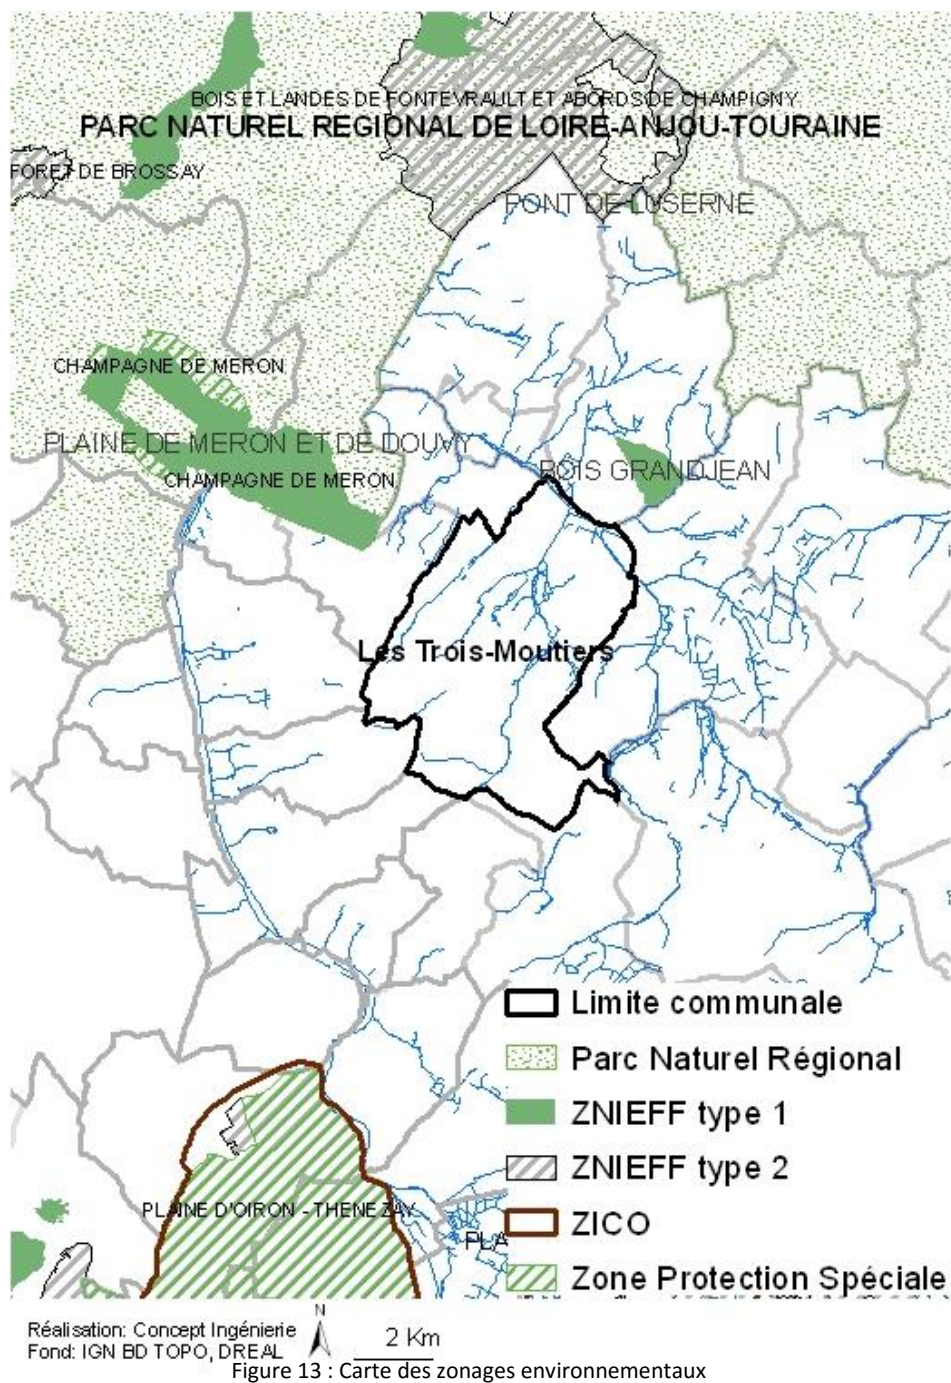 BOIS ET LANDES DE FONTEVRAULT ET ABORDS DE CHAMPIGNY
PARC NATUREL REGIONAL DE LOIRE-ANJOU-TOURAINE
FORET DE BROSSAY
PONT DE LUSERNE
CHAMPAGNE DE MERON
PLAINE DE MERON ET DE DOUVY
BOIS GRANDJEAN
CHAMPAGNE DE MERON
Les Trois-Moutiers
Limite communale
Parc Naturel Régional
ZNIEFF type 1
ZNIEFF type 2
PLAINE D'OIRON - THENEZAY
ZICO
PLA
Zone Protection Spéciale
Réalisation: Concept Ingénierie
Fond: IGN BD TOPO, DREAL
N
2 Km
Figure 13 : Carte des zonages environnementaux